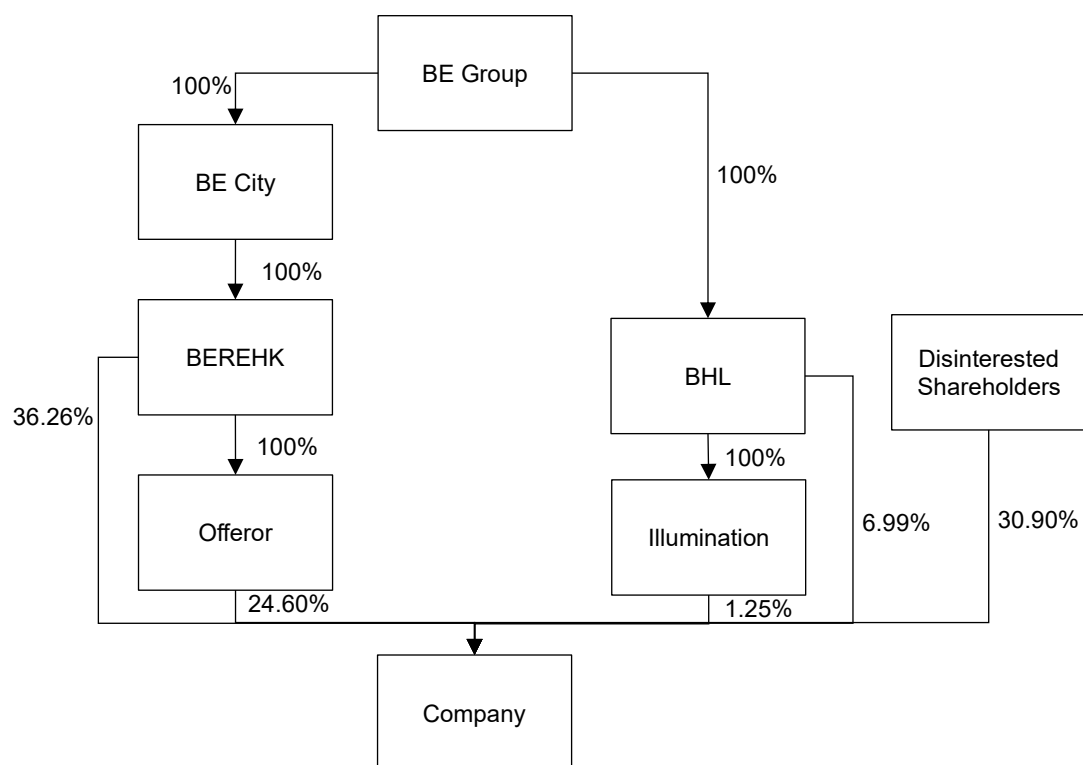 BE Group
100%
BE City
100%
100%
BEREHK
BHL
Disinterested
Shareholders
36.26%
100%
100%
Offeror
Illumination
6.99%
30.90%
24.60%
1.25%
Company